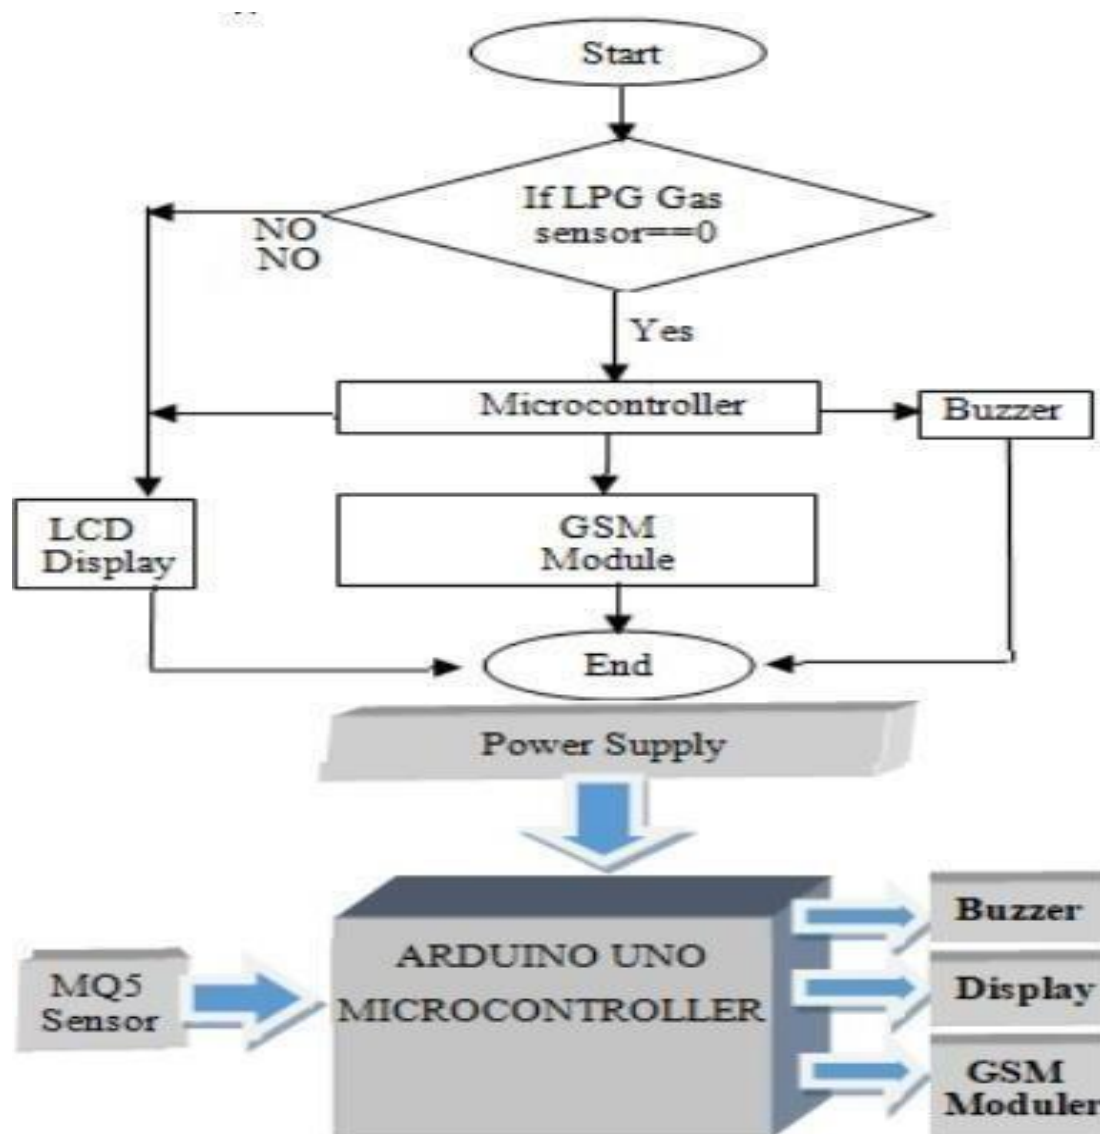 Start
If LPG Gas
sensor==0
NO
NO
Yes
Microcontroller
Buzzer
LCD
Display
GSM
Module
End
Power Supply
ARDUINO UNO
MICROCONTROLLER
MQ5
Sensor
Buzzer
Display
GSM
Moduler